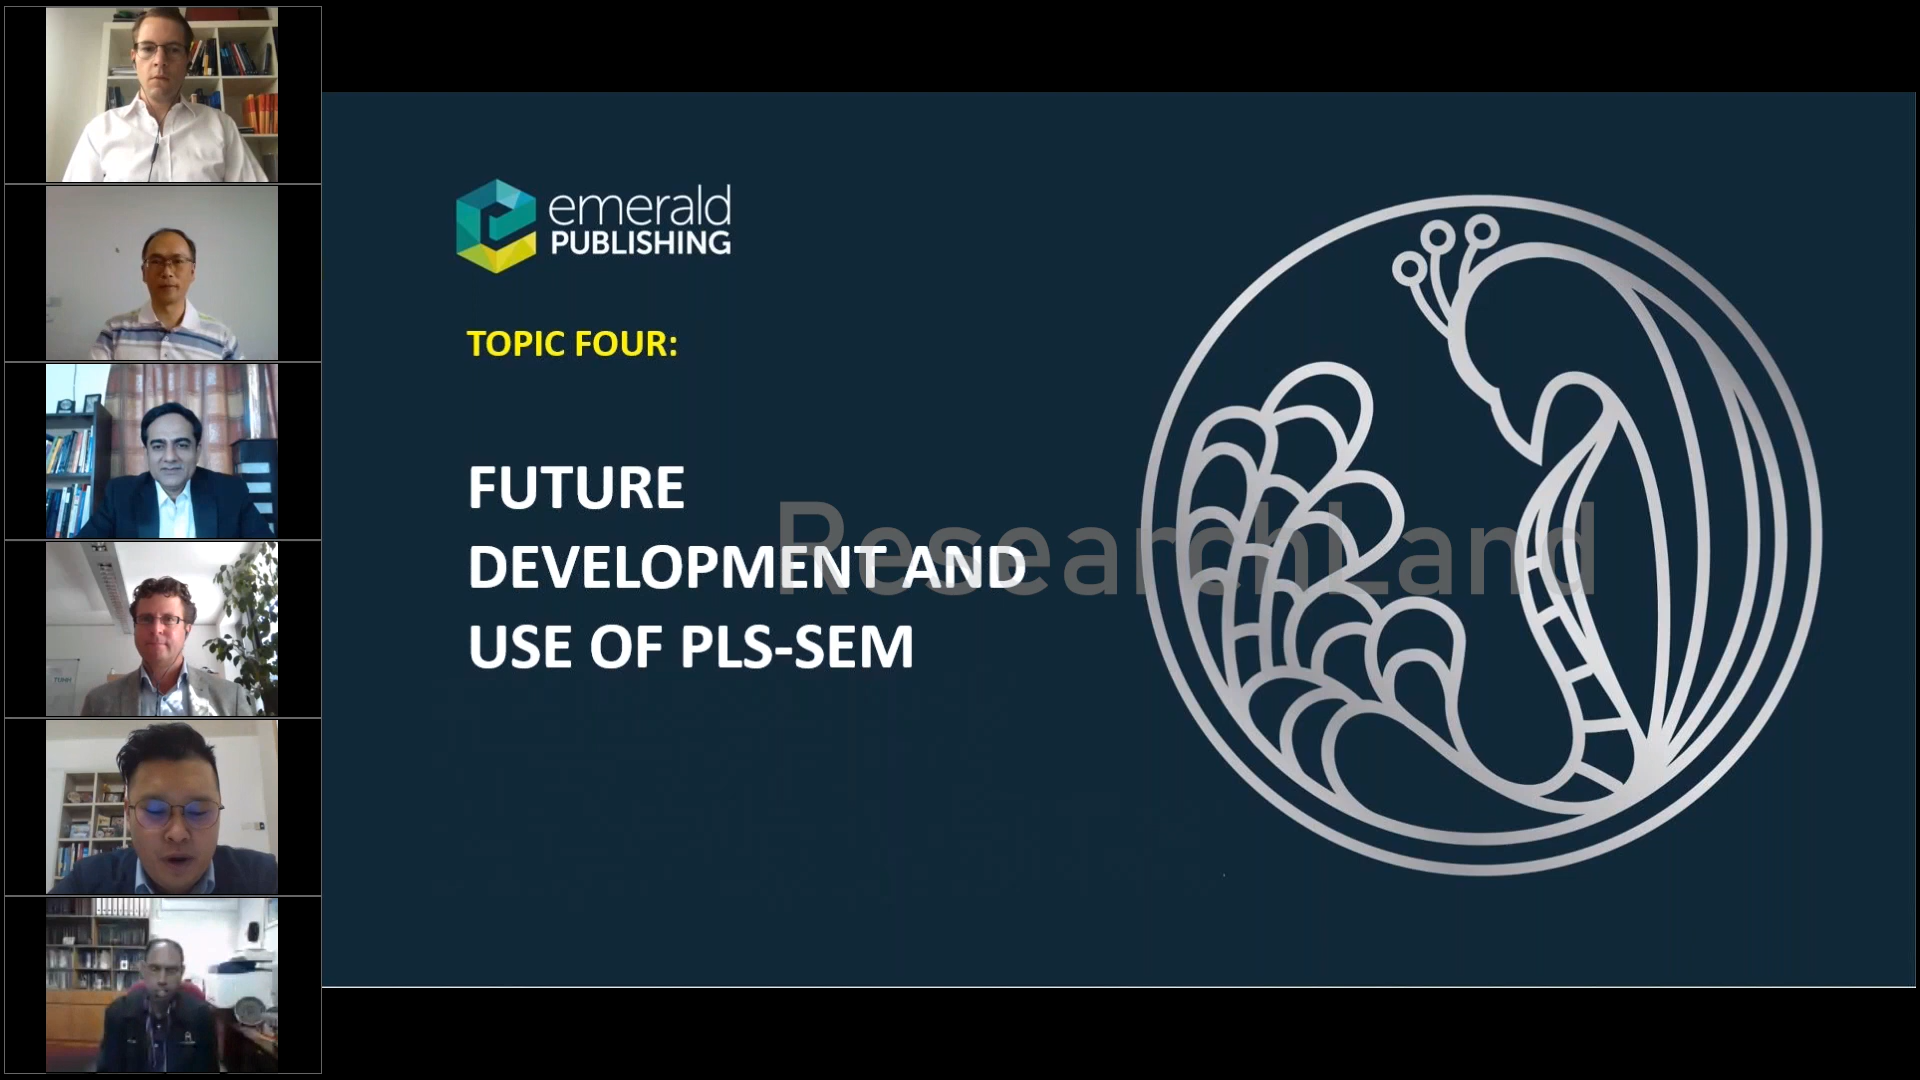 emerald
PUBLISHING
TOPIC FOUR:
FUTURE
DEVELOPMENT AND
USE OF PLS-SEM
ResearchLand